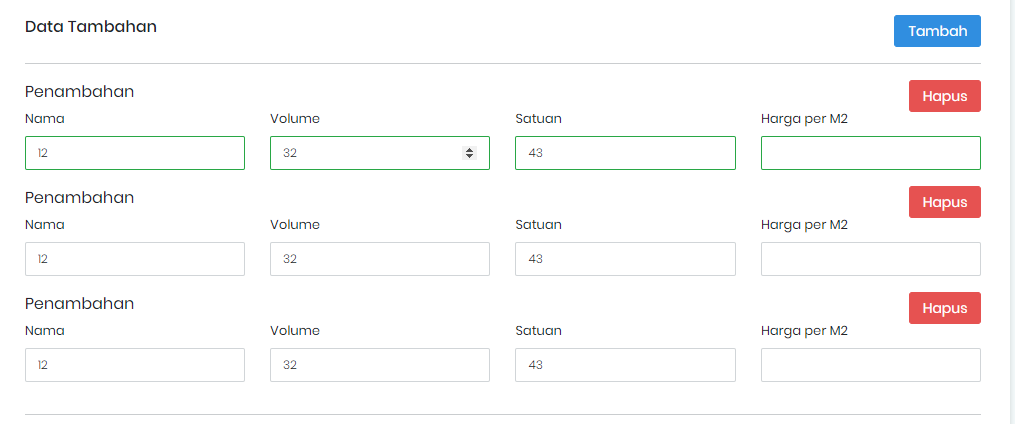 Data Tambahan Tambah
Penambahan Hapus
Nama Volume Satuan Harga per M2
12 32 43
Penambahan Hapus
Nama Volume Satuan Harga per M2
12 32 43
Penambahan Hapus
Nama Volume Satuan Harga per M2
12 32 43